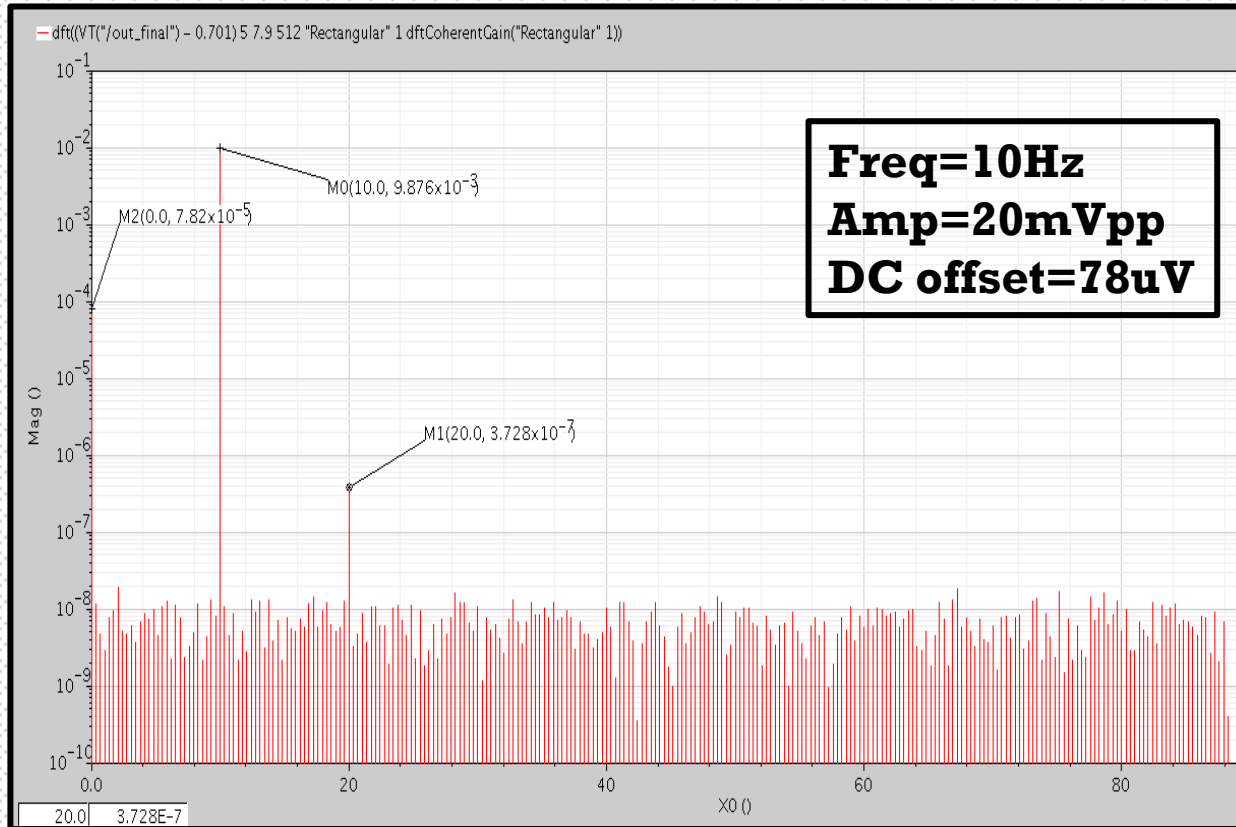 dft((VT("/out_final") – 0.701) 5 7.9 512 "Rectangular" 1 dftCoherentGain("Rectangular" 1))
10⁻¹
10⁻²
10⁻³
10⁻⁴
10⁻⁵
10⁻⁶
10⁻⁷
10⁻⁸
10⁻⁹
10⁻¹⁰
Mag ()
M0(10.0, 9.876x10⁻³)
M2(0.0, 7.82x10⁻⁵)
M1(20.0, 3.728x10⁻⁷)
Freq=10Hz
Amp=20mVpp
DC offset=78uV
0.0 20 40 60 80
X0 ()
20.0 3.728E-7